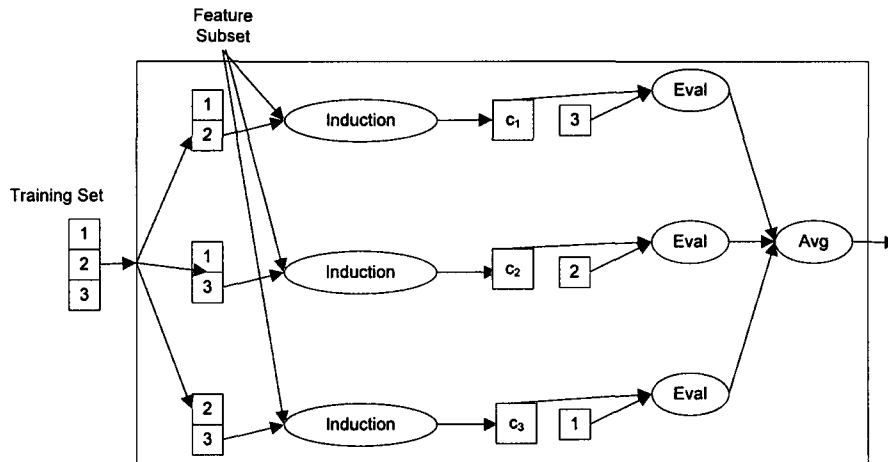 Feature
Subset
1
2
Induction
c₁
3
Eval
Training Set
1
2
3
1
3
Induction
c₂
2
Eval
Avg
2
3
Induction
c₃
1
Eval